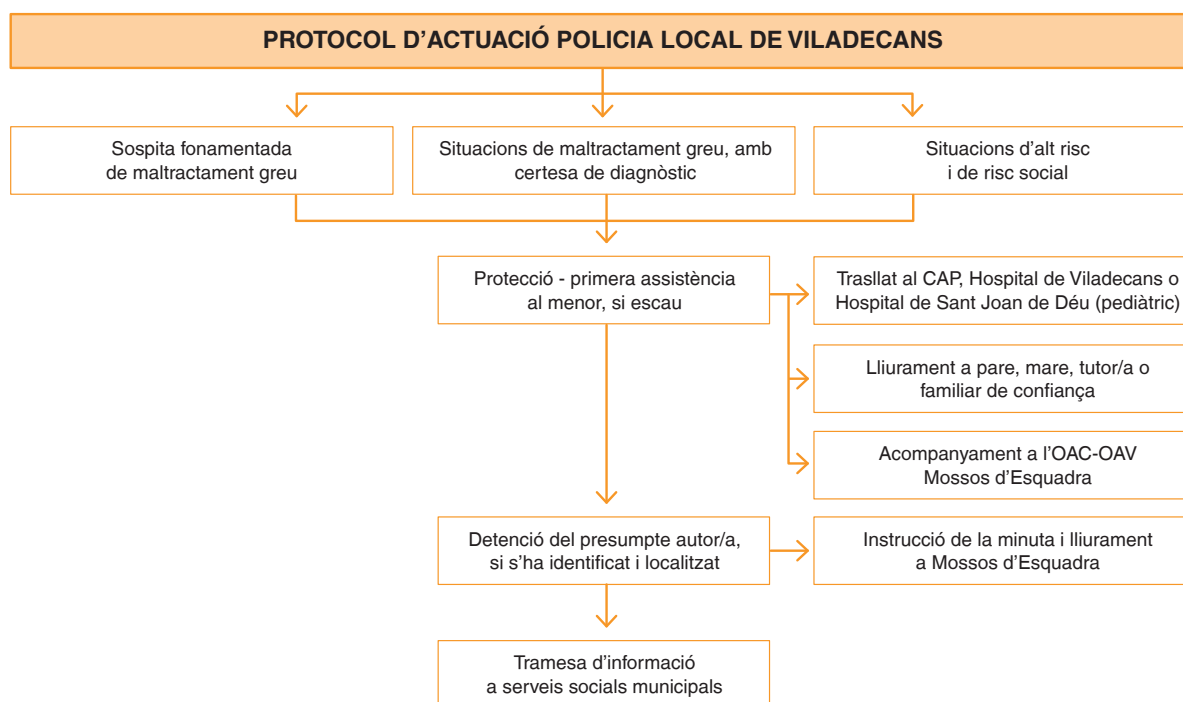 PROTOCOL D’ACTUACIÓ POLICIA LOCAL DE VILADECANS
Sospita fonamentada
de maltractament greu
Situacions de maltractament greu, amb
certesa de diagnòstic
Situacions d’alt risc
i de risc social
Protecció - primera assistència
al menor, si escau
Trasllat al CAP, Hospital de Viladecans o
Hospital de Sant Joan de Déu (pediàtric)
Lliurament a pare, mare, tutor/a o
familiar de confiança
Acompanyament a l’OAC-OAV
Mossos d’Esquadra
Detenció del presumpte autor/a,
si s’ha identificat i localitzat
Instrucció de la minuta i lliurament
a Mossos d’Esquadra
Tramesa d’informació
a serveis socials municipals